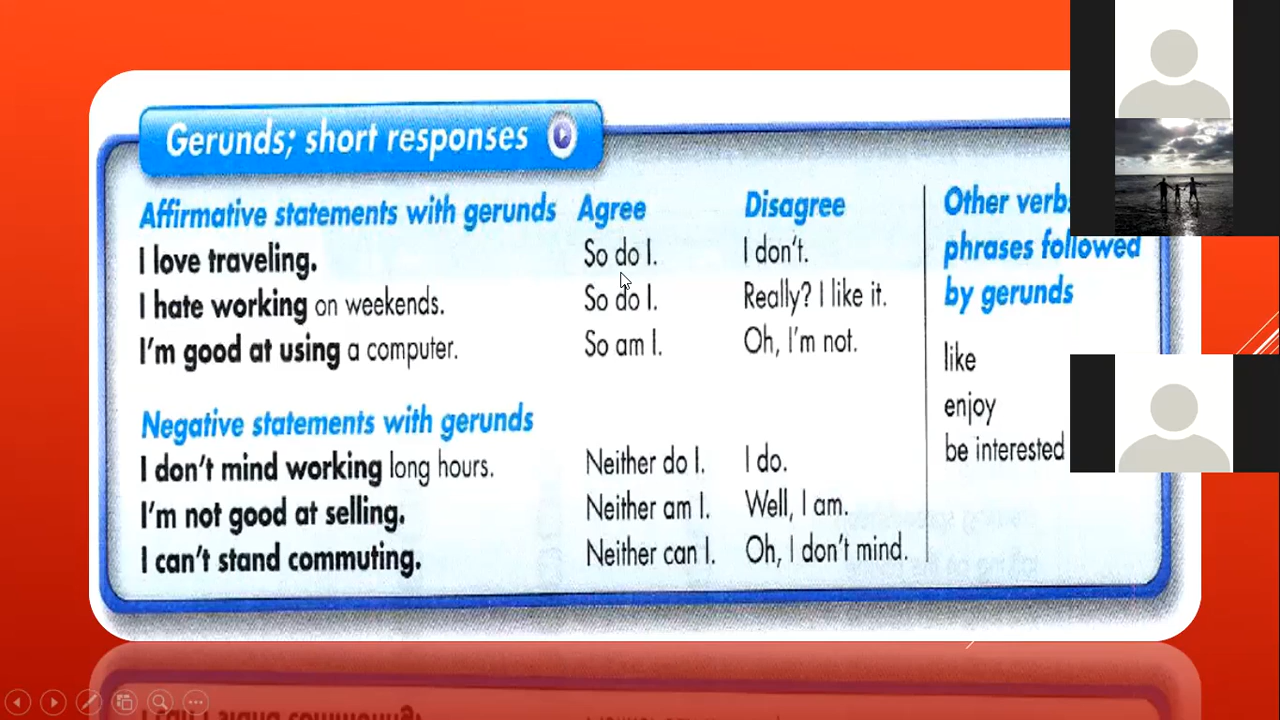 Gerunds; short responses
Affirmative statements with gerunds Agree Disagree
I love traveling. So do I. I don't.
I hate working on weekends. So do I. Really? I like it.
I'm good at using a computer. So am I. Oh, I'm not.
Negative statements with gerunds
I don't mind working long hours. Neither do I. I do.
I'm not good at selling. Neither am I. Well, I am.
I can't stand commuting. Neither can I. Oh, I don't mind.
Other
phrases followed
by gerunds
like
enjoy
be interested